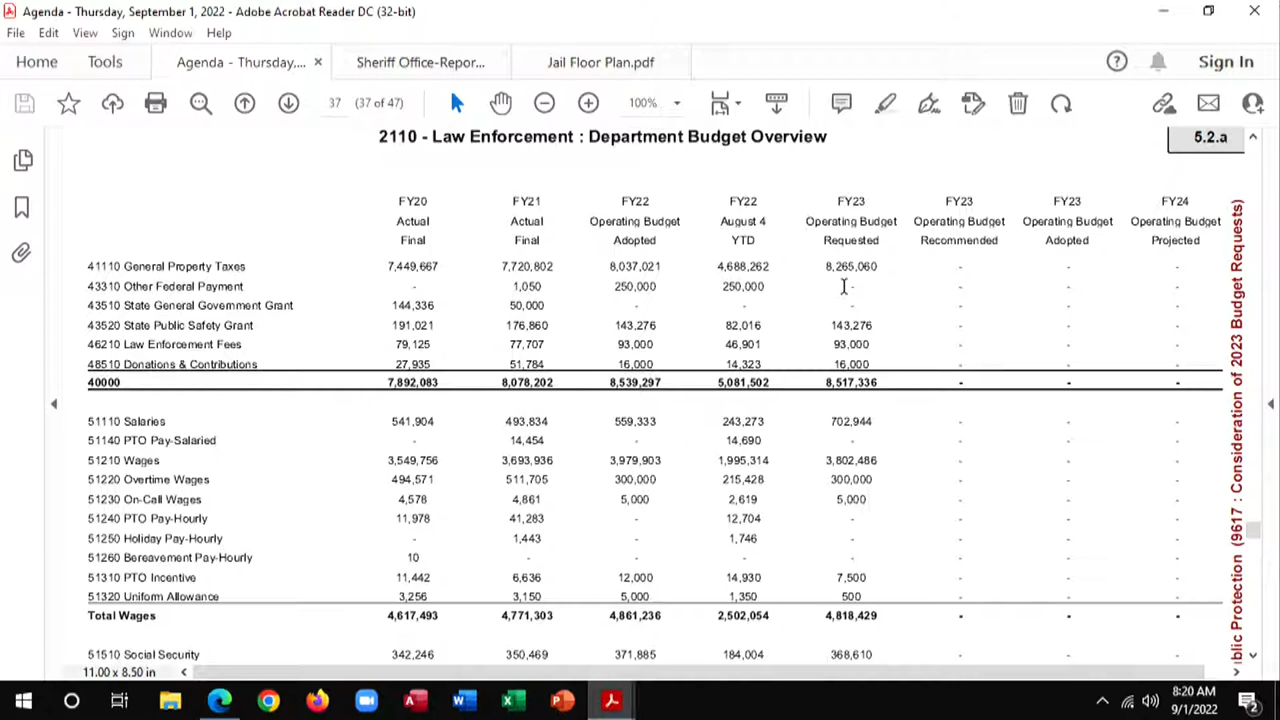 Agenda - Thursday, September 1, 2022 - Adobe Acrobat Reader DC (32-bit)
File Edit View Sign Window Help
Home Tools Agenda - Thursday,... × Sheriff Office-Repor... Jail Floor Plan.pdf Sign In
37 (37 of 47) 100%
2110 - Law Enforcement : Department Budget Overview 5.2.a
FY20 FY21 FY22 FY22 FY23 FY23 FY23 FY24
Actual Actual Operating Budget August 4 Operating Budget Operating Budget Operating Budget Operating Budget
Final Final Adopted YTD Requested Recommended Adopted Projected
41110 General Property Taxes 7,449,667 7,720,802 8,037,021 4,688,262 8,265,060 - - -
43310 Other Federal Payment - 1,050 250,000 250,000 - - - -
43510 State General Government Grant 144,336 50,000 - - - - - -
43520 State Public Safety Grant 191,021 176,860 143,276 82,016 143,276 - - -
46210 Law Enforcement Fees 79,125 77,707 93,000 46,901 93,000 - - -
48510 Donations & Contributions 27,935 51,784 16,000 14,323 16,000 - - -
40000 7,892,083 8,078,202 8,539,297 5,081,502 8,517,336 - - -
51110 Salaries 541,904 493,834 559,333 243,273 702,944 - - -
51140 PTO Pay-Salaried - 14,454 - 14,690 - - - -
51210 Wages 3,549,756 3,693,936 3,979,903 1,995,314 3,802,486 - - -
51220 Overtime Wages 494,571 511,705 300,000 215,428 300,000 - - -
51230 On-Call Wages 4,578 4,861 5,000 2,619 5,000 - - -
51240 PTO Pay-Hourly 11,978 41,283 - 12,704 - - - -
51250 Holiday Pay-Hourly - 1,443 - 1,746 - - - -
51260 Bereavement Pay-Hourly 10 - - - - - - -
51310 PTO Incentive 11,442 6,636 12,000 14,930 7,500 - - -
51320 Uniform Allowance 3,256 3,150 5,000 1,350 500 - - -
Total Wages 4,617,493 4,771,303 4,861,236 2,502,054 4,818,429 - - -
51510 Social Security 342,246 350,469 371,885 184,004 368,610 - - -
blic Protection (9617 : Consideration of 2023 Budget Requests)
11.00 x 8.50 in
8:20 AM
9/1/2022
2